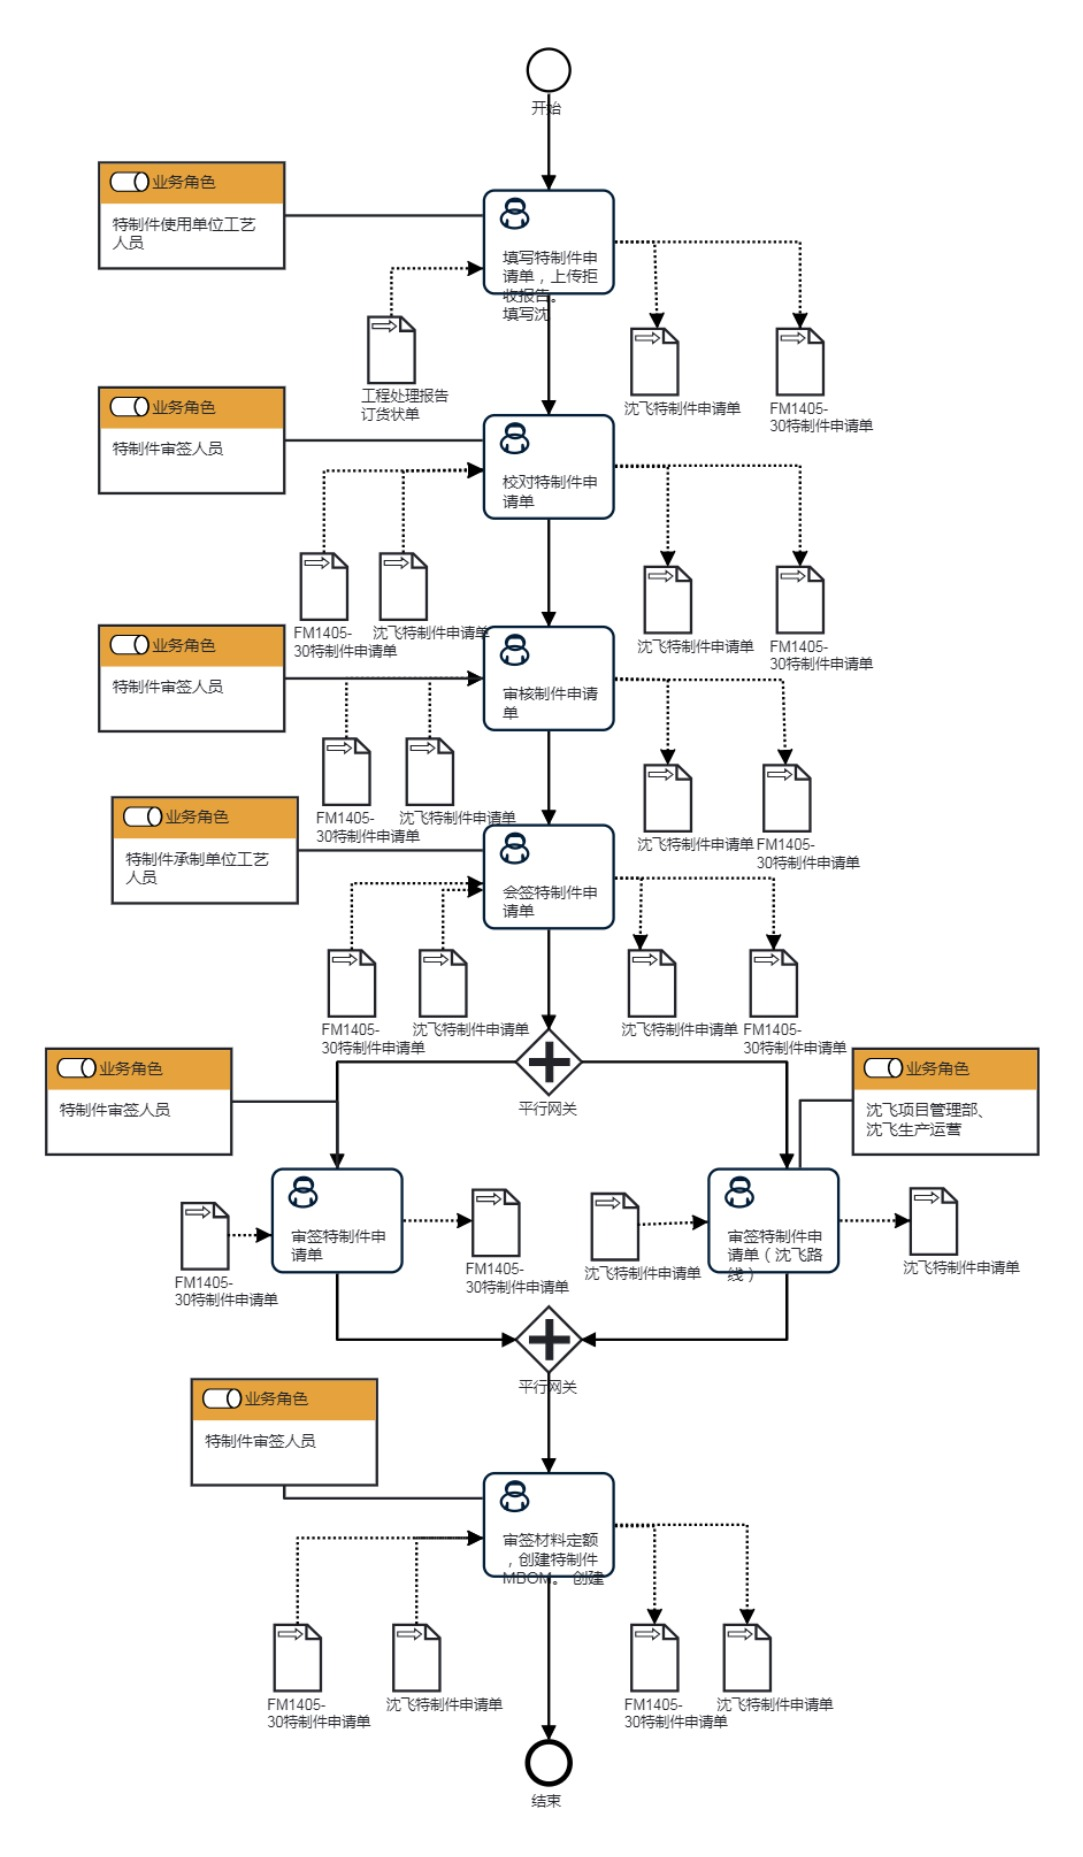 开始
业务角色
特制件使用单位工艺
人员
填写特制件申
请单，上传拒
收报告。
填写沈
工程处理报告
订货状单
沈飞特制件申请单
FM1405-
30特制件申请单
业务角色
特制件审签人员
校对特制件申
请单
FM1405-
30特制件申请单
沈飞特制件申请单
沈飞特制件申请单
FM1405-
30特制件申请单
业务角色
特制件审签人员
审核制件申请
单
FM1405-
30特制件申请单
沈飞特制件申请单
沈飞特制件申请单
FM1405-
30特制件申请单
业务角色
特制件承制单位工艺
人员
会签特制件申
请单
FM1405-
30特制件申请单
沈飞特制件申请单
沈飞特制件申请单
FM1405-
30特制件申请单
平行网关
业务角色
特制件审签人员
业务角色
沈飞项目管理部、
沈飞生产运营
审签特制件申
请单
FM1405-
30特制件申请单
FM1405-
30特制件申请单
审签特制件申
请单（沈飞路
线）
沈飞特制件申请单
沈飞特制件申请单
平行网关
业务角色
特制件审签人员
审签材料定额
，创建特制件
MBOM。 创建
FM1405-
30特制件申请单
沈飞特制件申请单
FM1405-
30特制件申请单
沈飞特制件申请单
结束